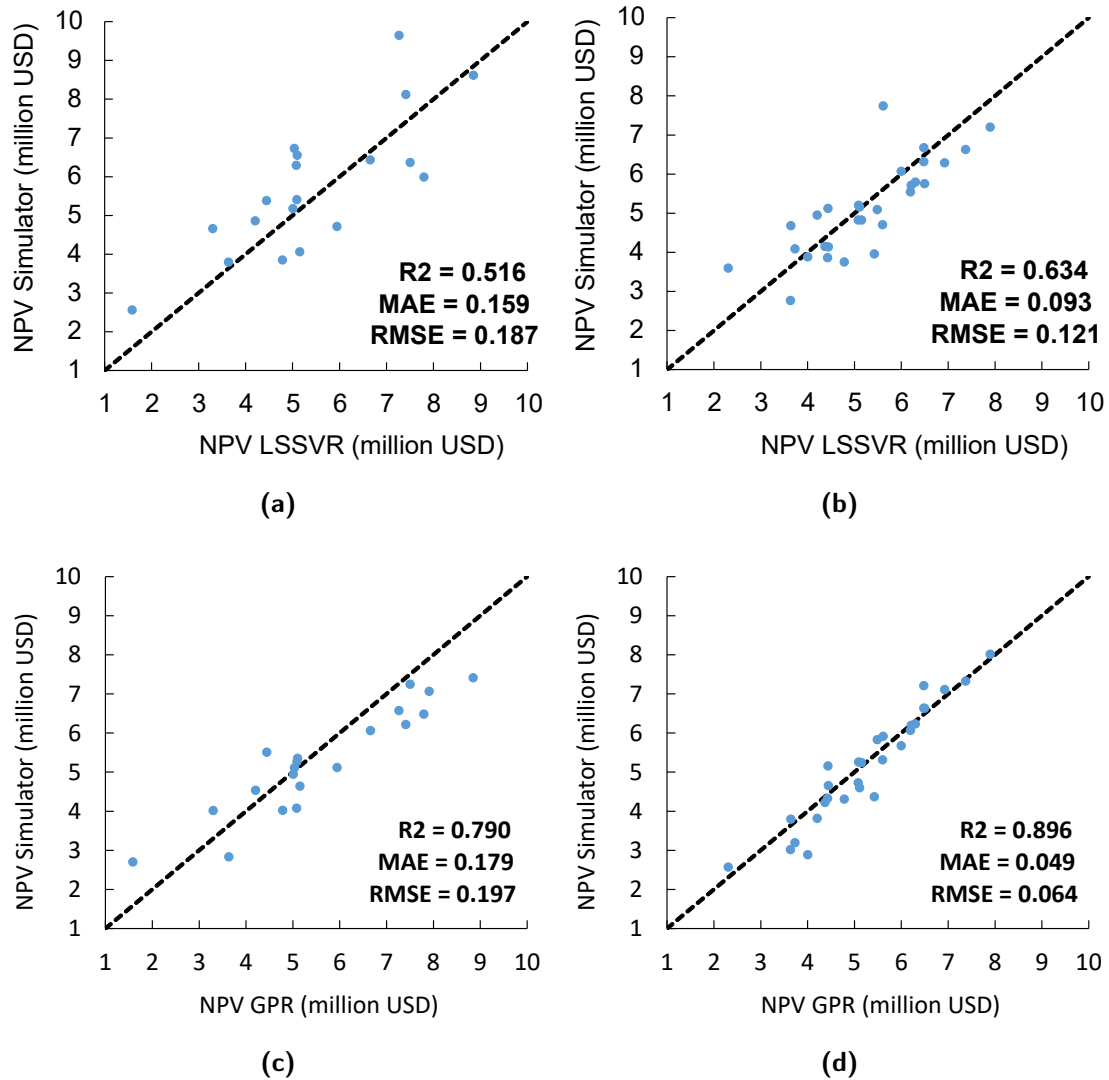 10
9
8
7
6
5
4
3
2
1
NPV Simulator (million USD)
R2 = 0.516
MAE = 0.159
RMSE = 0.187
1 2 3 4 5 6 7 8 9 10
NPV LSSVR (million USD)
(a)
10
9
8
7
6
5
4
3
2
1
NPV Simulator (million USD)
R2 = 0.634
MAE = 0.093
RMSE = 0.121
1 2 3 4 5 6 7 8 9 10
NPV LSSVR (million USD)
(b)
10
9
8
7
6
5
4
3
2
1
NPV Simulator (million USD)
R2 = 0.790
MAE = 0.179
RMSE = 0.197
1 2 3 4 5 6 7 8 9 10
NPV GPR (million USD)
(c)
10
9
8
7
6
5
4
3
2
1
NPV Simulator (million USD)
R2 = 0.896
MAE = 0.049
RMSE = 0.064
1 2 3 4 5 6 7 8 9 10
NPV GPR (million USD)
(d)